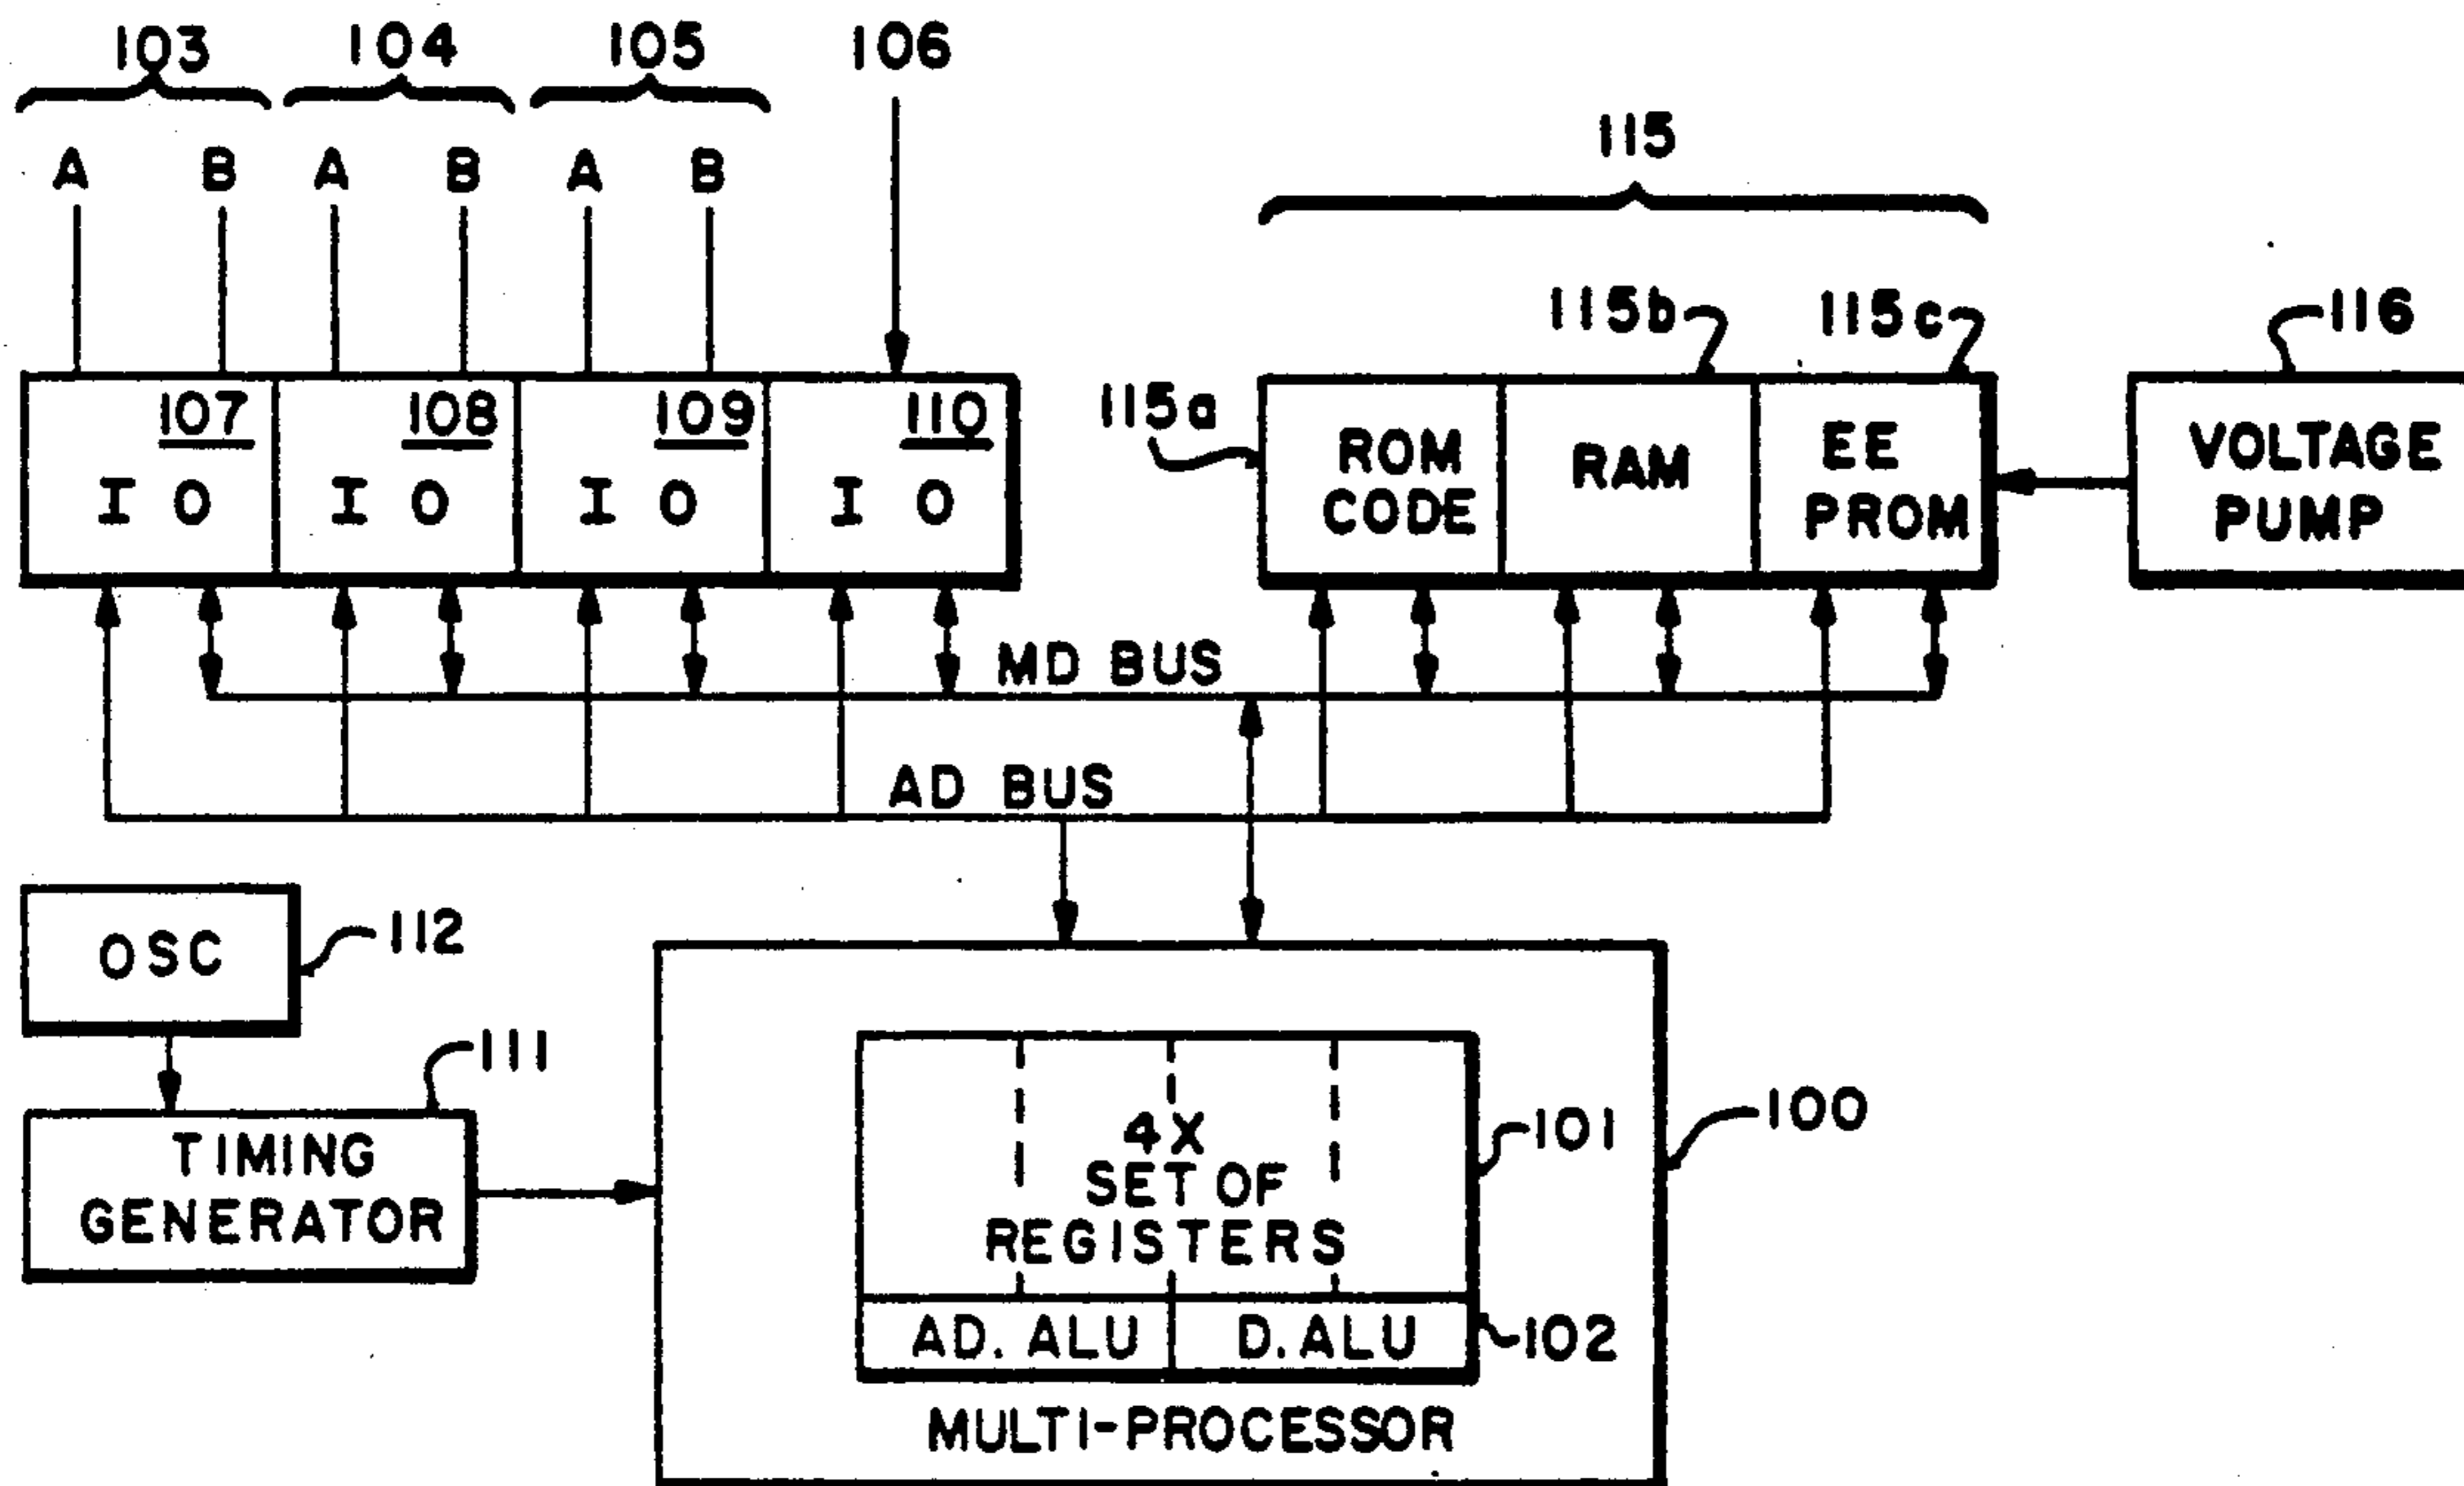 103 104 105 106
A B A B A B
115
115b 115c 116
107 108 109 110
I O I O I O I O
115a
ROM
CODE
RAM
EE
PROM
VOLTAGE
PUMP
MD BUS
AD BUS
OSC
112
111
TIMING
GENERATOR
4X
SET OF
REGISTERS
101
100
AD. ALU D. ALU
102
MULTI-PROCESSOR